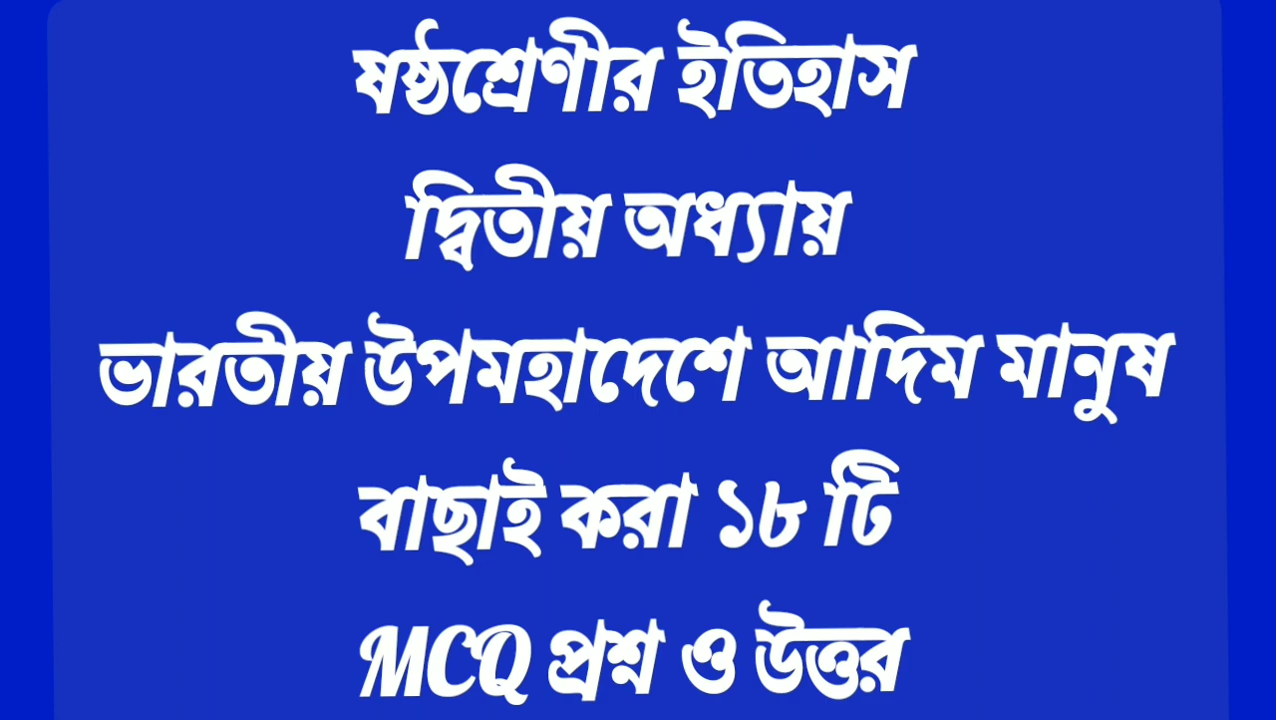 ষষ্ঠশ্রেণীর ইতিহাস
দ্বিতীয় অধ্যায়
ভারতীয় উপমহাদেশে আদিম মানুষ
বাছাই করা ১৮ টি
MCQ প্রশ্ন ও উত্তর